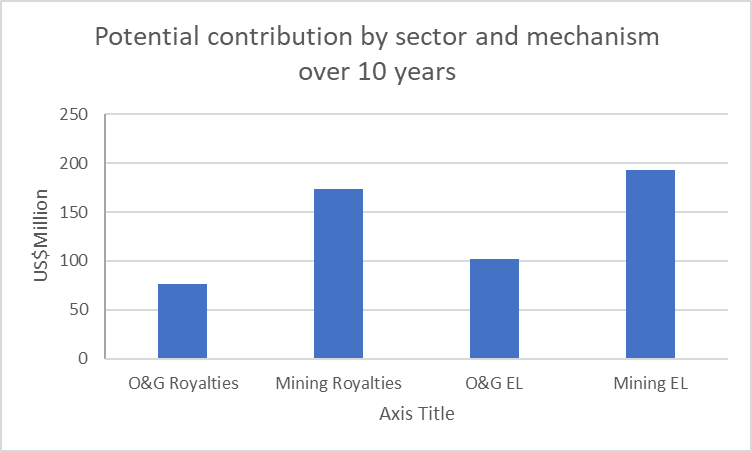 Potential contribution by sector and mechanism
over 10 years
250
200
150
100
50
0
US$Million
O&G Royalties
Mining Royalties
O&G EL
Mining EL
Axis Title